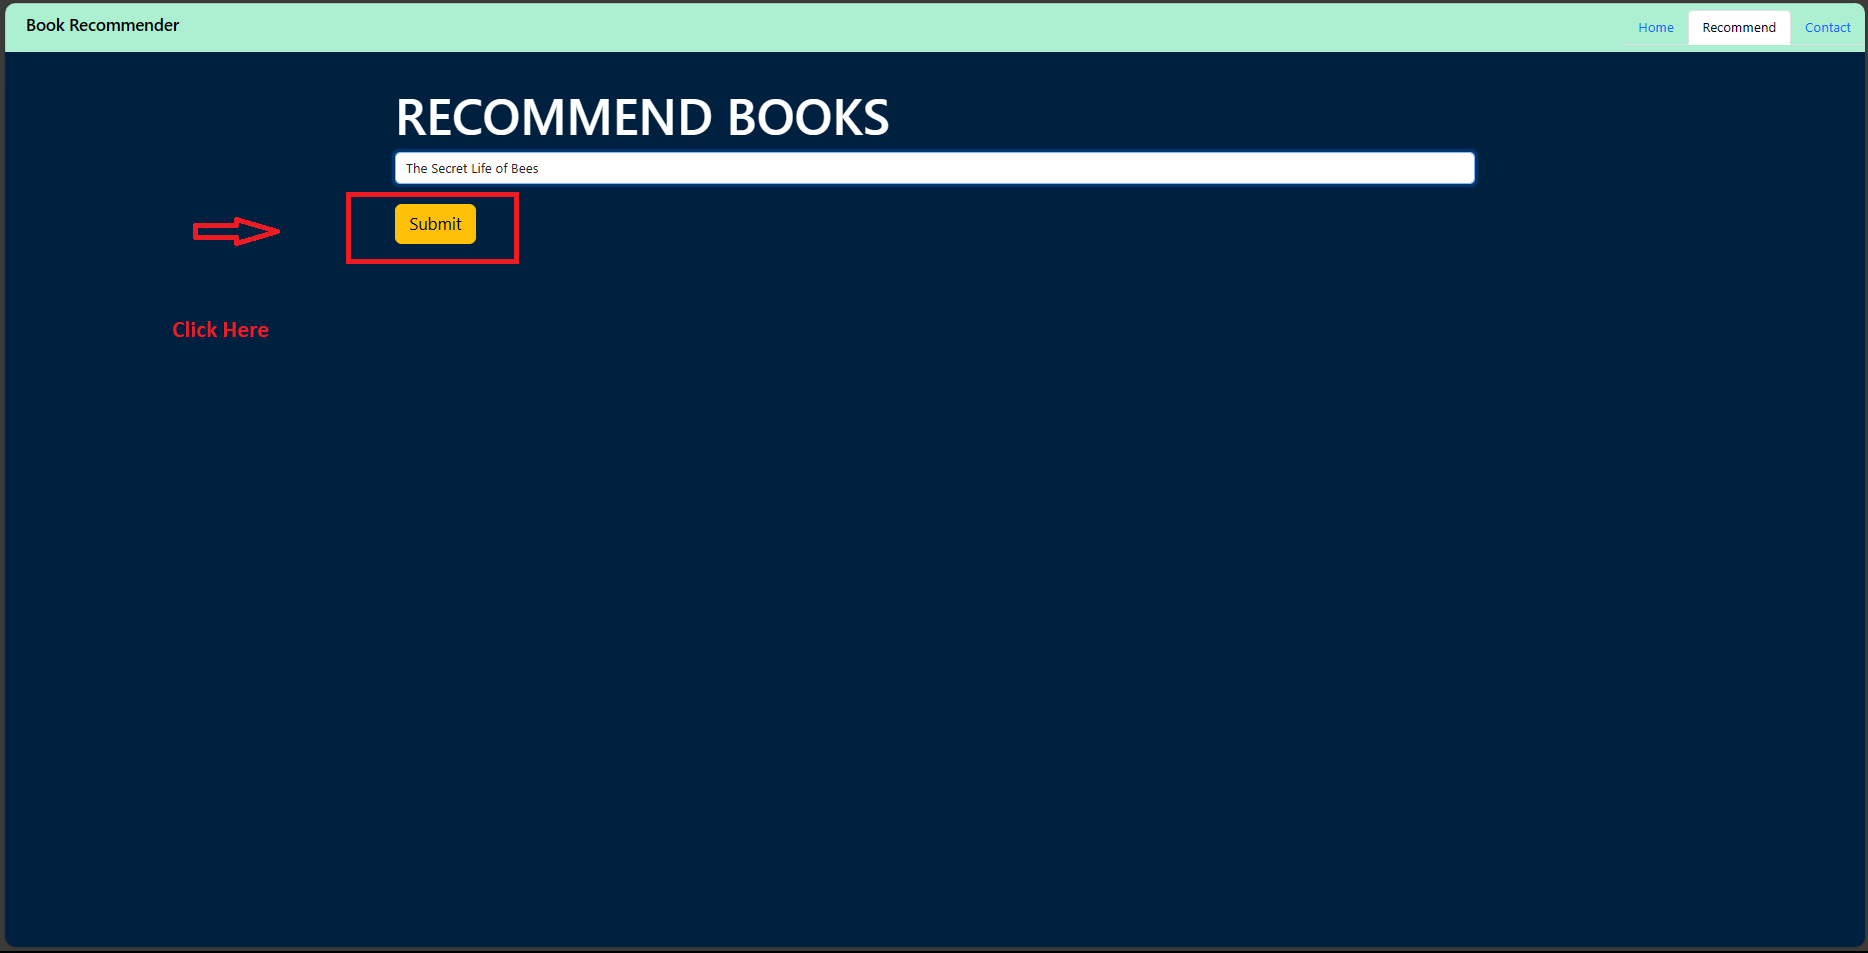 Book Recommender
Home Recommend Contact
RECOMMEND BOOKS
The Secret Life of Bees
Submit
Click Here